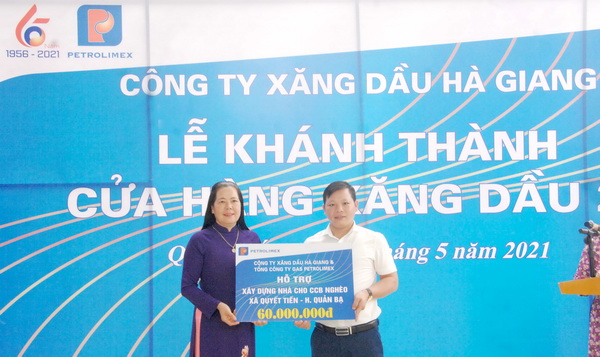 1956 - 2021
PETROLIMEX
CÔNG TY XĂNG DẦU HÀ GIANG
LỄ KHÁNH THÀNH
CỬA HÀNG XĂNG DẦU
tháng 5 năm 2021
PETROLIMEX
CÔNG TY XĂNG DẦU HÀ GIANG &
TỔNG CÔNG TY GAS PETROLIMEX
HỖ TRỢ
XÂY DỰNG NHÀ CHO CCB NGHÈO
XÃ QUYẾT TIẾN - H. QUẢN BẠ
60.000.000đ